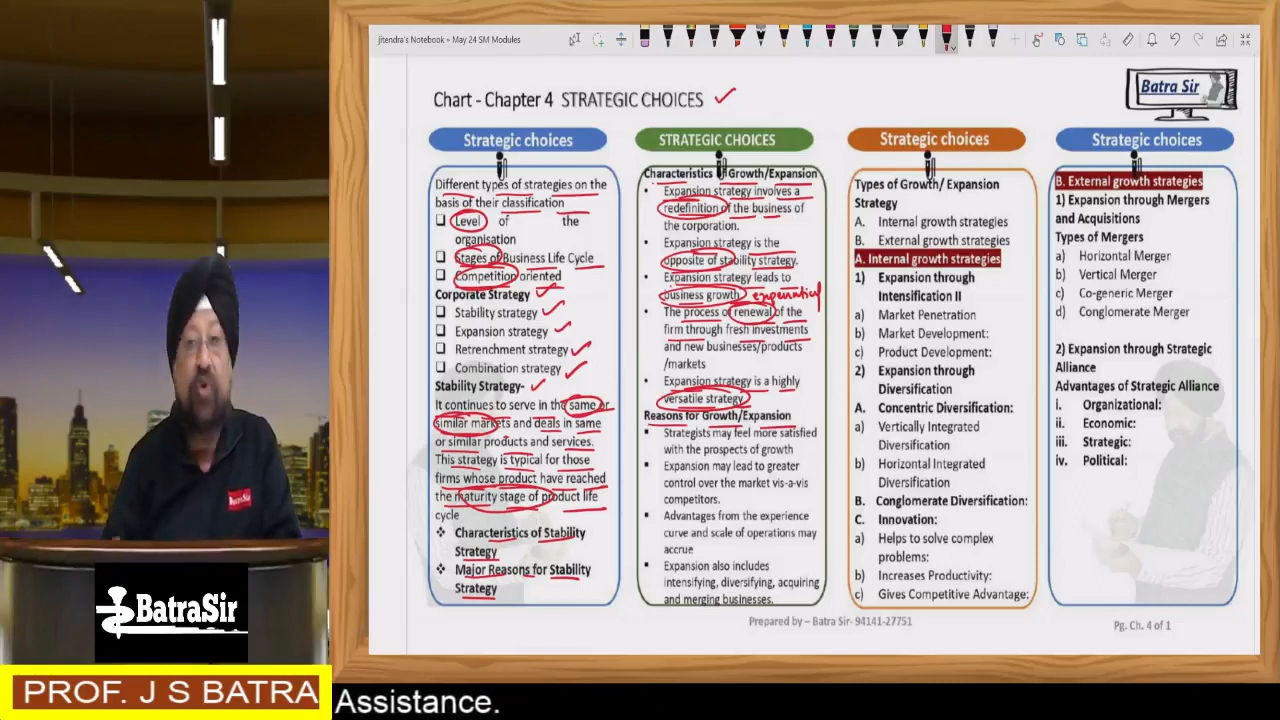 jitendra's Notebook » May 24 SM Modules
Chart - Chapter 4 STRATEGIC CHOICES
Batra Sir
Strategic choices
Different types of strategies on the
basis of their classification
Level of the
organisation
Stages of Business Life Cycle
Competition oriented
Corporate Strategy
Stability strategy
Expansion strategy
Retrenchment strategy
Combination strategy
Stability Strategy-
It continues to serve in the same or
similar markets and deals in same
or similar products and services.
This strategy is typical for those
firms whose product have reached
the maturity stage of product life
cycle
❖ Characteristics of Stability
Strategy
❖ Major Reasons for Stability
Strategy
STRATEGIC CHOICES
Characteristics of Growth/Expansion
• Expansion strategy involves a
redefinition of the business of
the corporation.
• Expansion strategy is the
opposite of stability strategy.
• Expansion strategy leads to
business growth
• The process of renewal of the
firm through fresh investments
and new businesses/products
/markets
• Expansion strategy is a highly
versatile strategy
Reasons for Growth/Expansion
▪ Strategists may feel more satisfied
with the prospects of growth
▪ Expansion may lead to greater
control over the market vis-a-vis
competitors.
▪ Advantages from the experience
curve and scale of operations may
accrue
▪ Expansion also includes
intensifying, diversifying, acquiring
and merging businesses.
Strategic choices
Types of Growth/ Expansion
Strategy
A. Internal growth strategies
B. External growth strategies
A. Internal growth strategies
1) Expansion through
Intensification II
a) Market Penetration
b) Market Development:
c) Product Development:
2) Expansion through
Diversification
A. Concentric Diversification:
a) Vertically Integrated
Diversification
b) Horizontal Integrated
Diversification
B. Conglomerate Diversification:
C. Innovation:
a) Helps to solve complex
problems:
b) Increases Productivity:
c) Gives Competitive Advantage:
Strategic choices
B. External growth strategies
1) Expansion through Mergers
and Acquisitions
Types of Mergers
a) Horizontal Merger
b) Vertical Merger
c) Co-generic Merger
d) Conglomerate Merger
2) Expansion through Strategic
Alliance
Advantages of Strategic Alliance
i. Organizational:
ii. Economic:
iii. Strategic:
iv. Political:
Prepared by – Batra Sir- 94141-27751
Pg. Ch. 4 of 1
BatraSir
BatraSir
PROF. J S BATRA
Assistance.